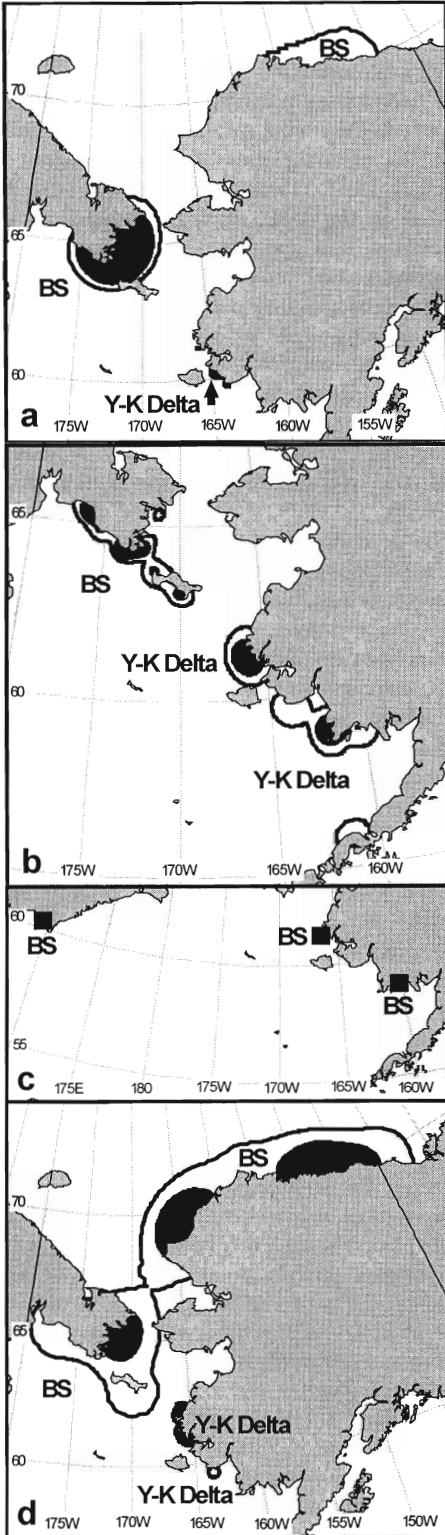 BS
70
65
BS
60
Y-K Delta
a
175W 170W 165W 160W 155W
65
BS
Y-K Delta
60
Y-K Delta
b
175W 170W 165W 160W
60
BS
BS
BS
55
c
175E 180 175W 170W 165W 160W
BS
70
65
BS
Y-K Delta
60
Y-K Delta
d
175W 170W 165W 160W 155W 150W